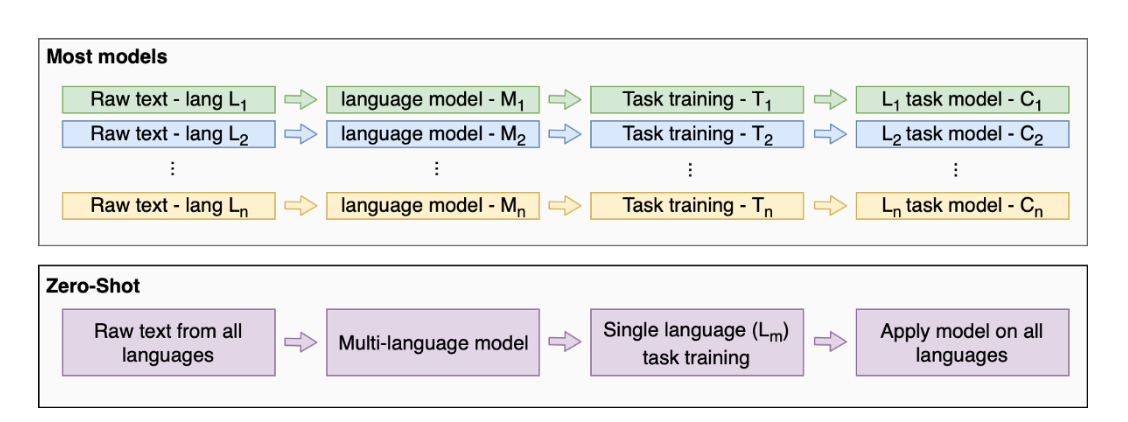 Most models
Raw text - lang L₁
language model - M₁
Task training - T₁
L₁ task model - C₁
Raw text - lang L₂
language model - M₂
Task training - T₂
L₂ task model - C₂
⋮ ⋮ ⋮ ⋮
Raw text - lang Lₙ
language model - Mₙ
Task training - Tₙ
Lₙ task model - Cₙ
Zero-Shot
Raw text from all
languages
Multi-language model
Single language (Lₘ)
task training
Apply model on all
languages